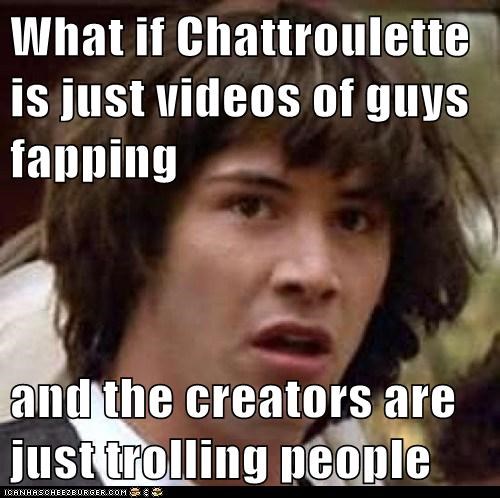 What if Chattroulette
is just videos of guys
fapping
and the creators are
just trolling people
ICANHASCHEEZBURGER.COM